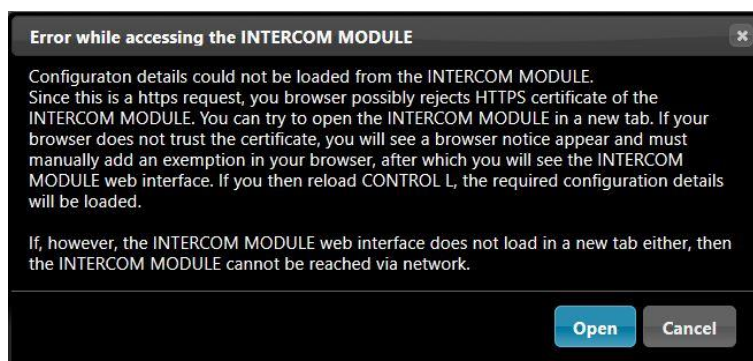 Error while accessing the INTERCOM MODULE
Configuraton details could not be loaded from the INTERCOM MODULE.
Since this is a https request, you browser possibly rejects HTTPS certificate of the
INTERCOM MODULE. You can try to open the INTERCOM MODULE in a new tab. If your
browser does not trust the certificate, you will see a browser notice appear and must
manually add an exemption in your browser, after which you will see the INTERCOM
MODULE web interface. If you then reload CONTROL L, the required configuration details
will be loaded.
If, however, the INTERCOM MODULE web interface does not load in a new tab either, then
the INTERCOM MODULE cannot be reached via network.
Open Cancel